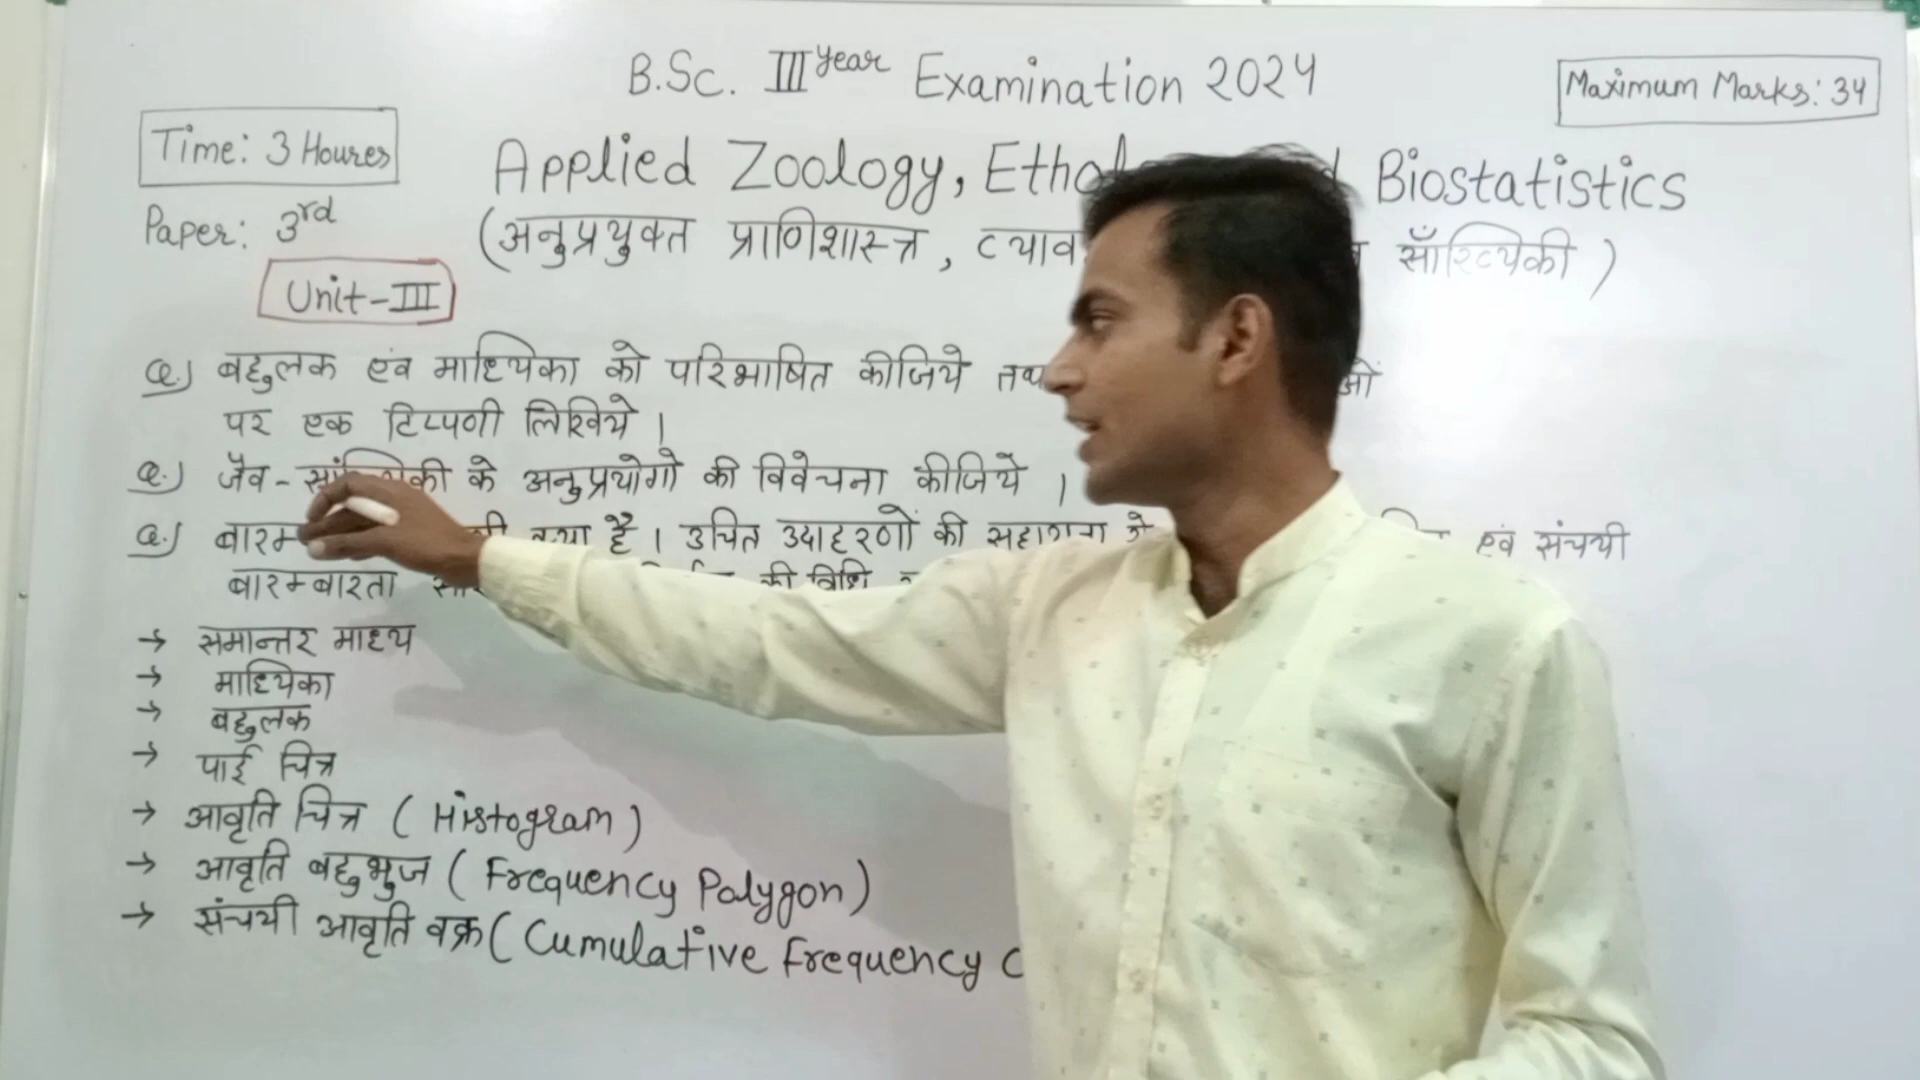 B.Sc. III year Examination 2024
Maximum Marks: 34
Time: 3 Houres
Applied Zoology, Biostatistics
Paper: 3rd
(अनुप्रयुक्त प्राणिशास्त्र, साँख्यिकी)
Unit-III
Q.) बहुलक एवं माध्यिका को परिभाषित कीजिये
पर एक टिप्पणी लिखिये।
Q.) जैव-सांख्यिकी के अनुप्रयोगो की विवेचना कीजिये।
Q.) क्या है। उचित उदाहरणों की सहायता से एवं संचयी
बारम्बारता की विधि
→ समान्तर माध्य
→ माध्यिका
→ बहुलक
→ पाई चित्र
→ आवृति चित्र (Histogram)
→ आवृति बहुभुज (Frequency Polygon)
→ संचयी आवृति वक्र (Cumulative Frequency